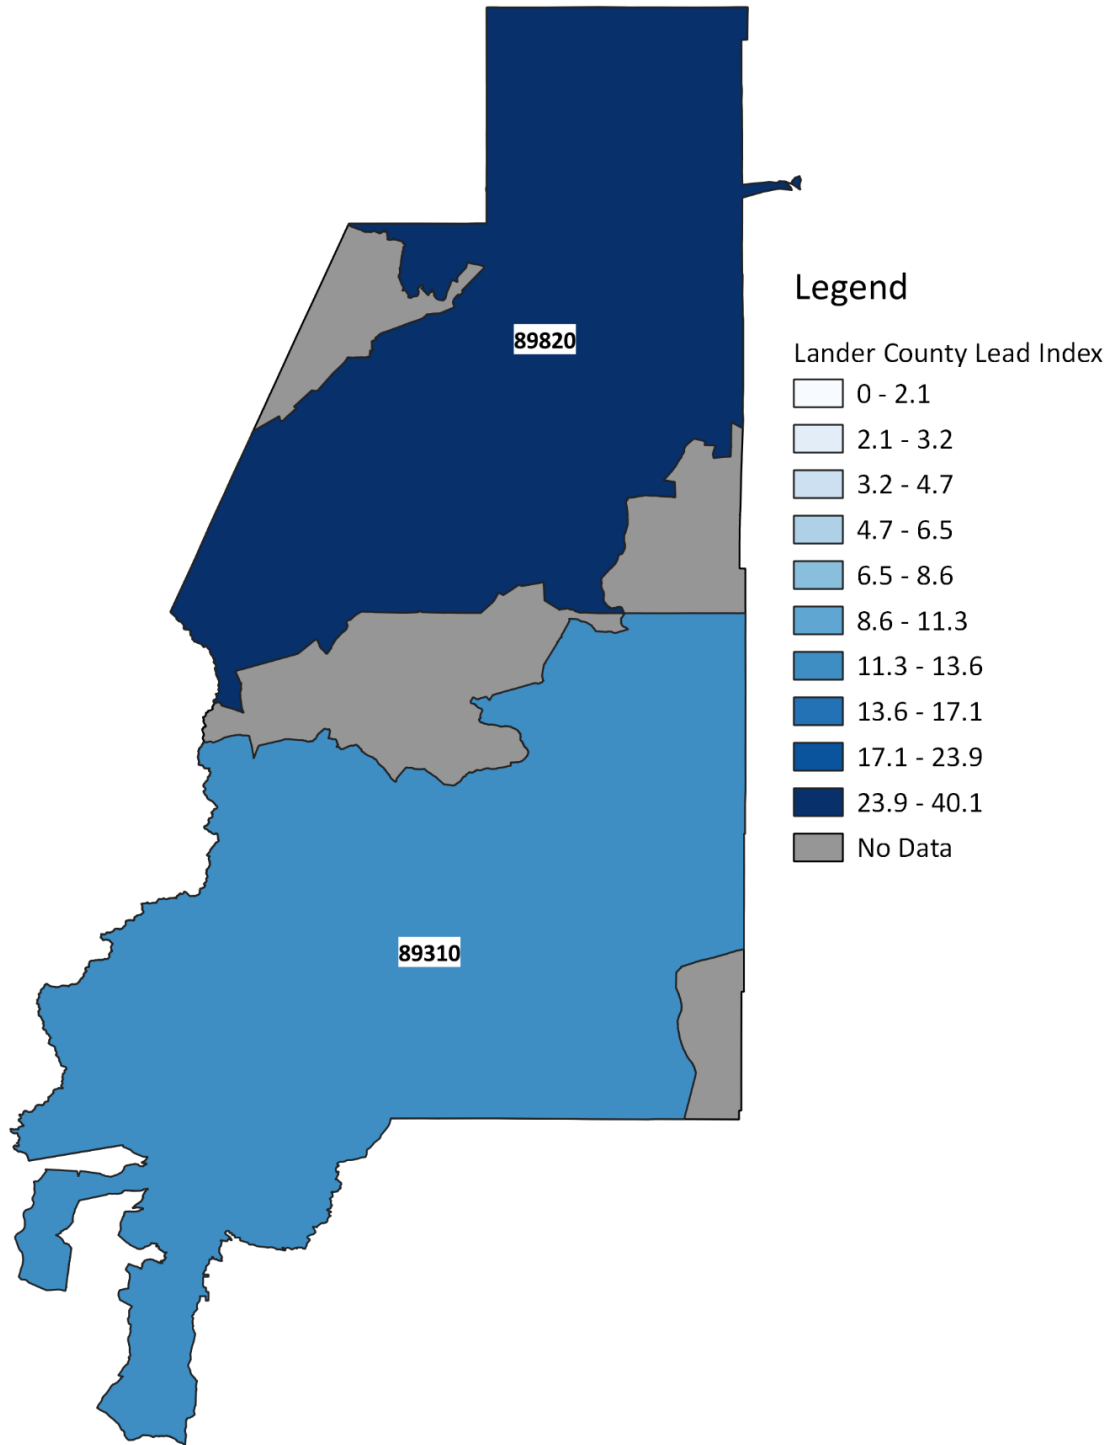 Legend
89820
Lander County Lead Index
0 - 2.1
2.1 - 3.2
3.2 - 4.7
4.7 - 6.5
6.5 - 8.6
8.6 - 11.3
11.3 - 13.6
13.6 - 17.1
17.1 - 23.9
23.9 - 40.1
No Data
89310